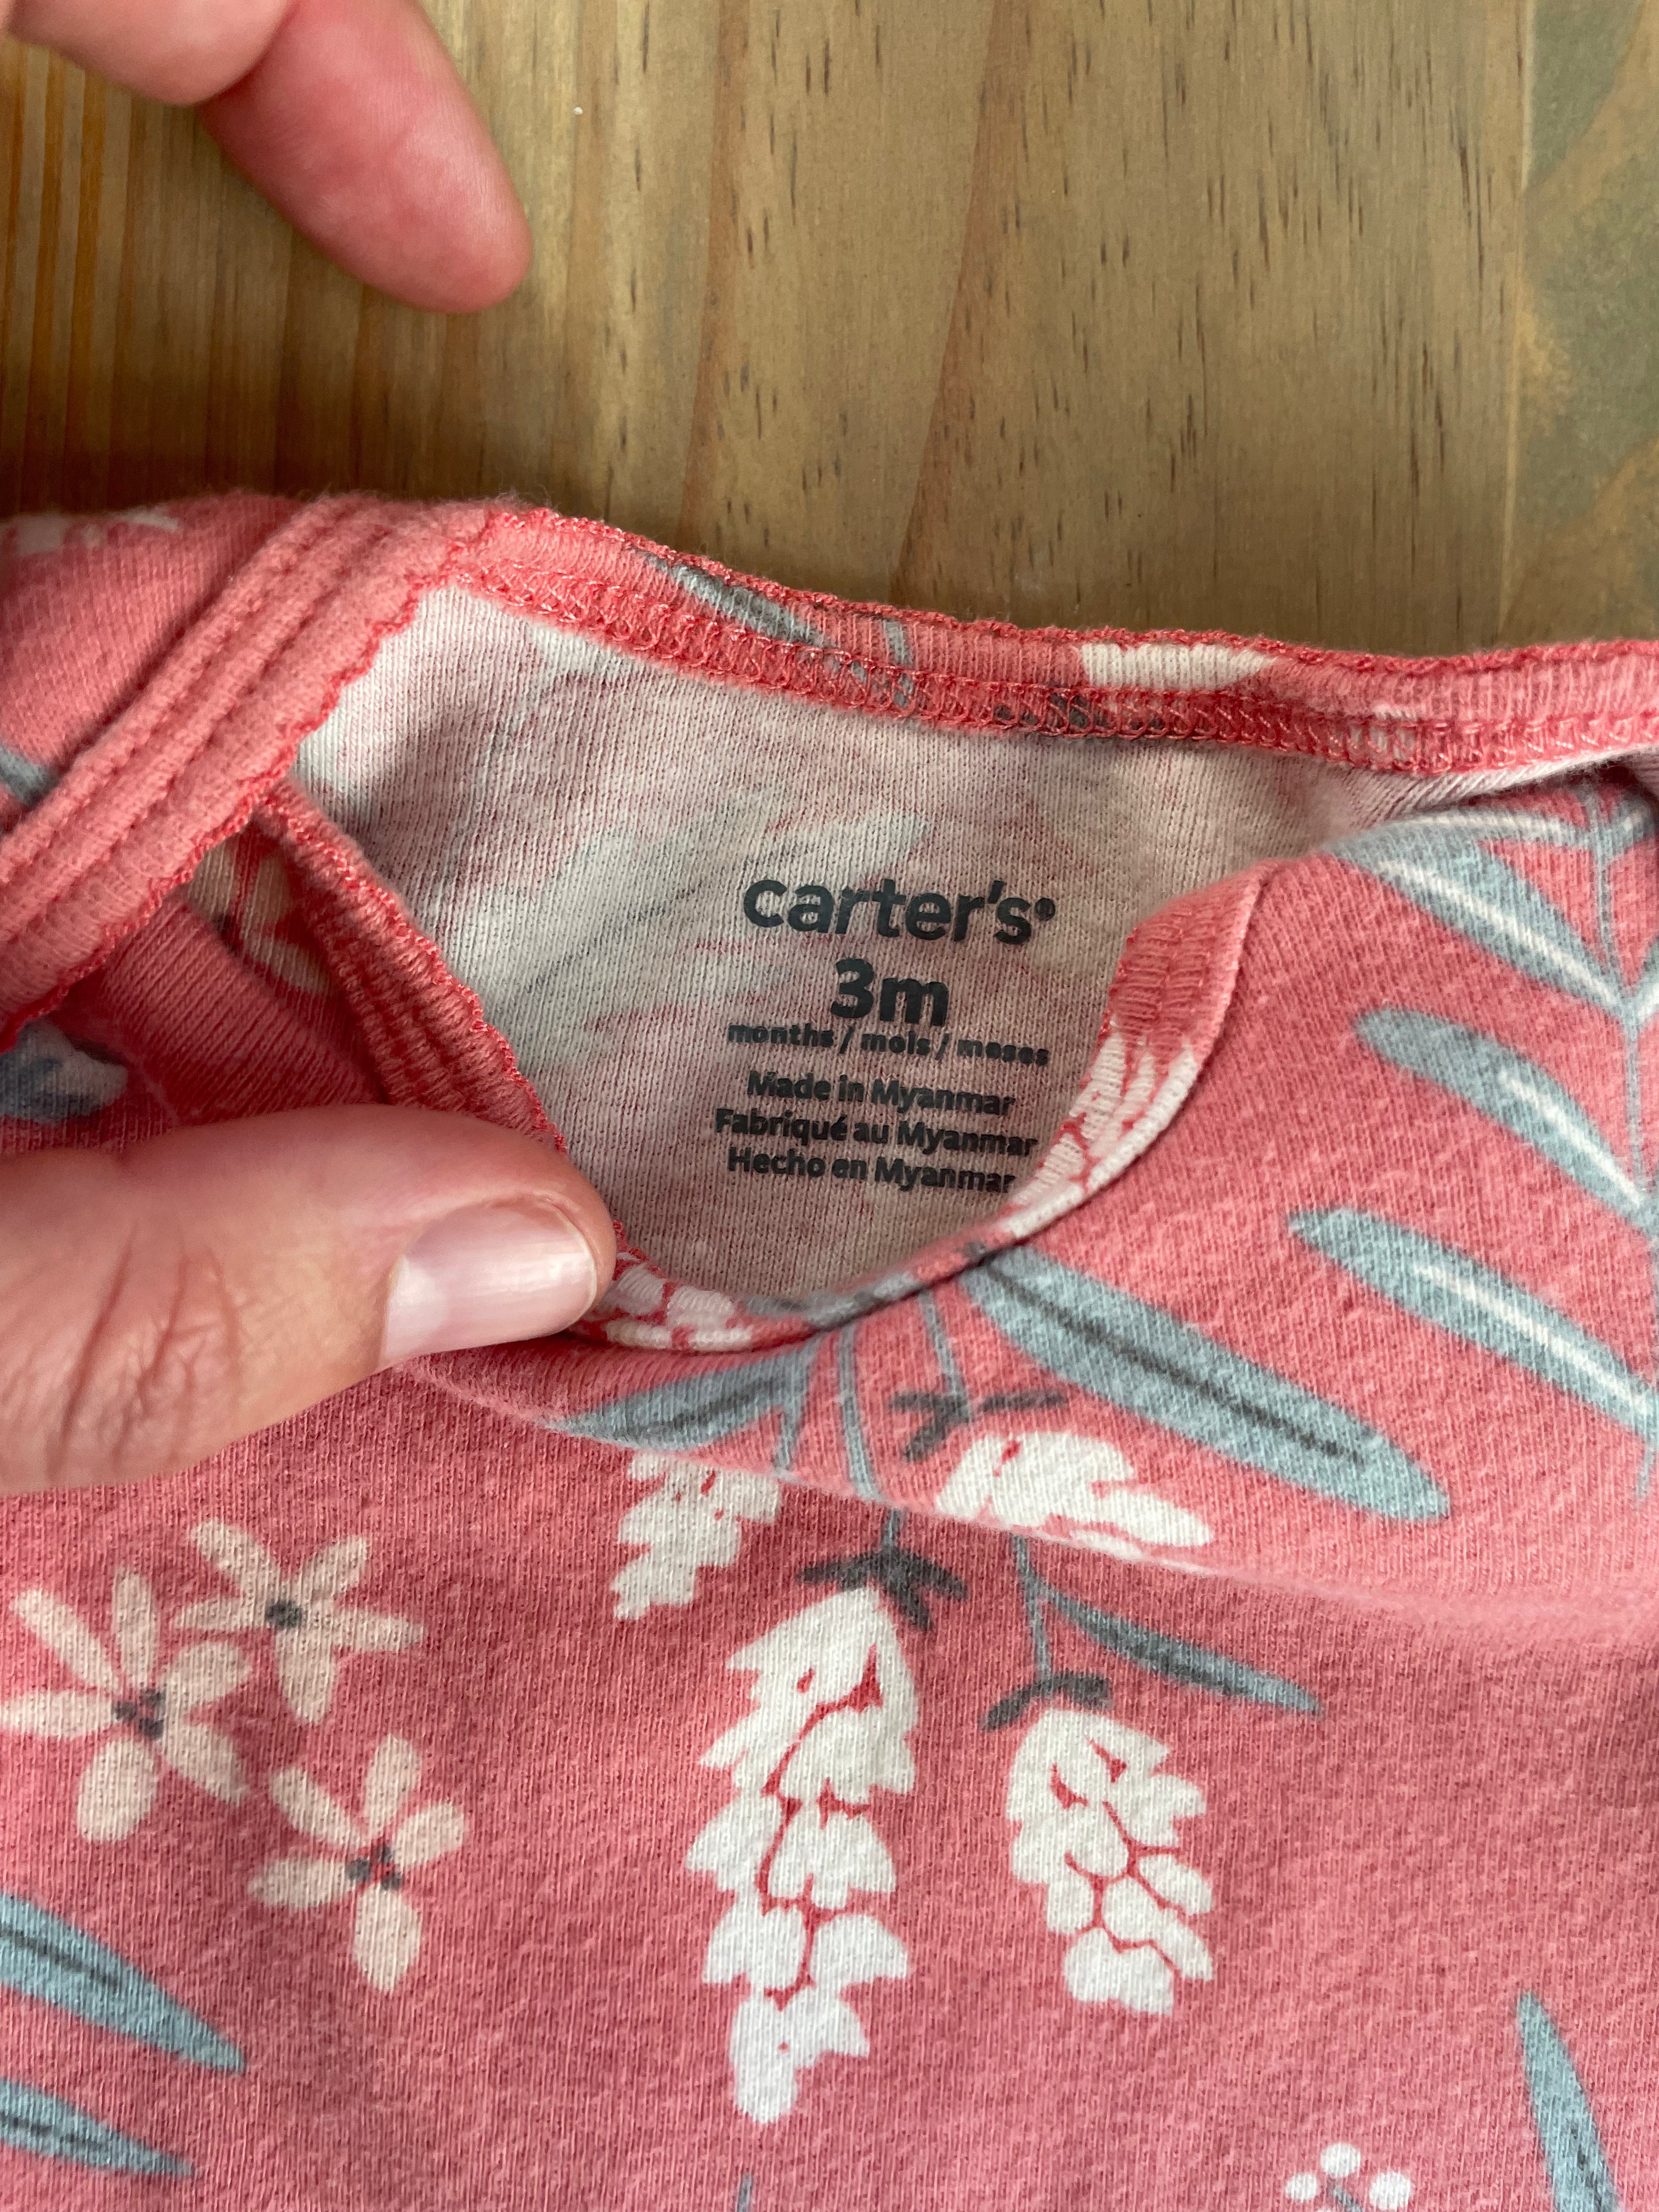 carter's®
3m
months / mois / meses
Made in Myanmar
Fabriqué au Myanmar
Hecho en Myanmar